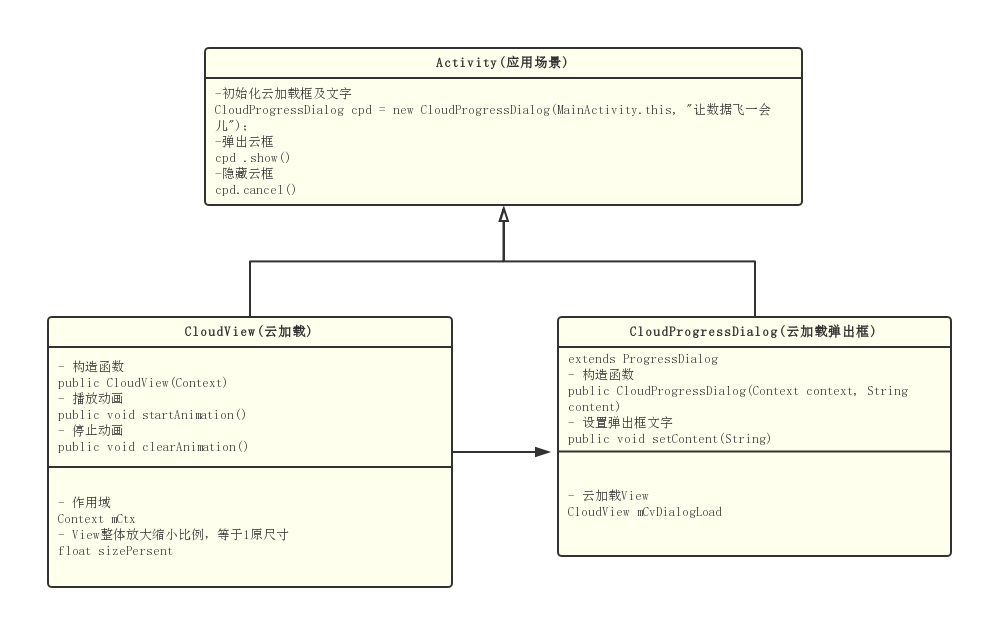 Activity(应用场景)
-初始化云加载框及文字
CloudProgressDialog cpd = new CloudProgressDialog(MainActivity.this, "让数据飞一会
儿");
-弹出云框
cpd .show()
-隐藏云框
cpd.cancel()
CloudView(云加载)
- 构造函数
public CloudView(Context)
- 播放动画
public void startAnimation()
- 停止动画
public void clearAnimation()
- 作用域
Context mCtx
- View整体放大缩小比例, 等于1原尺寸
float sizePersent
CloudProgressDialog(云加载弹出框)
extends ProgressDialog
- 构造函数
public CloudProgressDialog(Context context, String
content)
- 设置弹出框文字
public void setContent(String)
- 云加载View
CloudView mCvDialogLoad